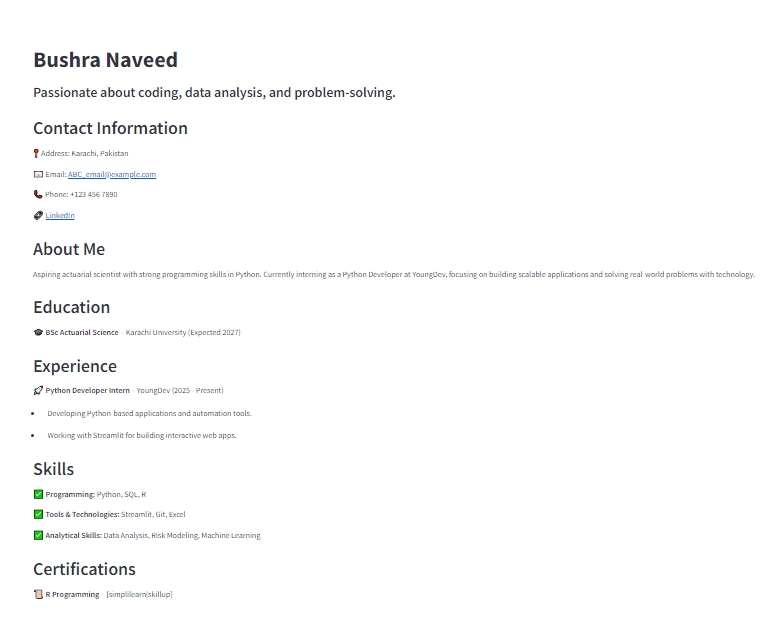 Bushra Naveed
Passionate about coding, data analysis, and problem-solving.
Contact Information
📍 Address: Karachi, Pakistan
📧 Email: ABC_email@example.com
📞 Phone: +123 456 7890
🔗 LinkedIn
About Me
Aspiring actuarial scientist with strong programming skills in Python. Currently interning as a Python Developer at YoungDev, focusing on building scalable applications and solving real-world problems with technology.
Education
🎓 BSc Actuarial Science - Karachi University (Expected 2027)
Experience
🚀 Python Developer Intern - YoungDev (2025 - Present)
• Developing Python-based applications and automation tools.
• Working with Streamlit for building interactive web apps.
Skills
✅ Programming: Python, SQL, R
✅ Tools & Technologies: Streamlit, Git, Excel
✅ Analytical Skills: Data Analysis, Risk Modeling, Machine Learning
Certifications
📜 R Programming - [simplilearn|skillup]